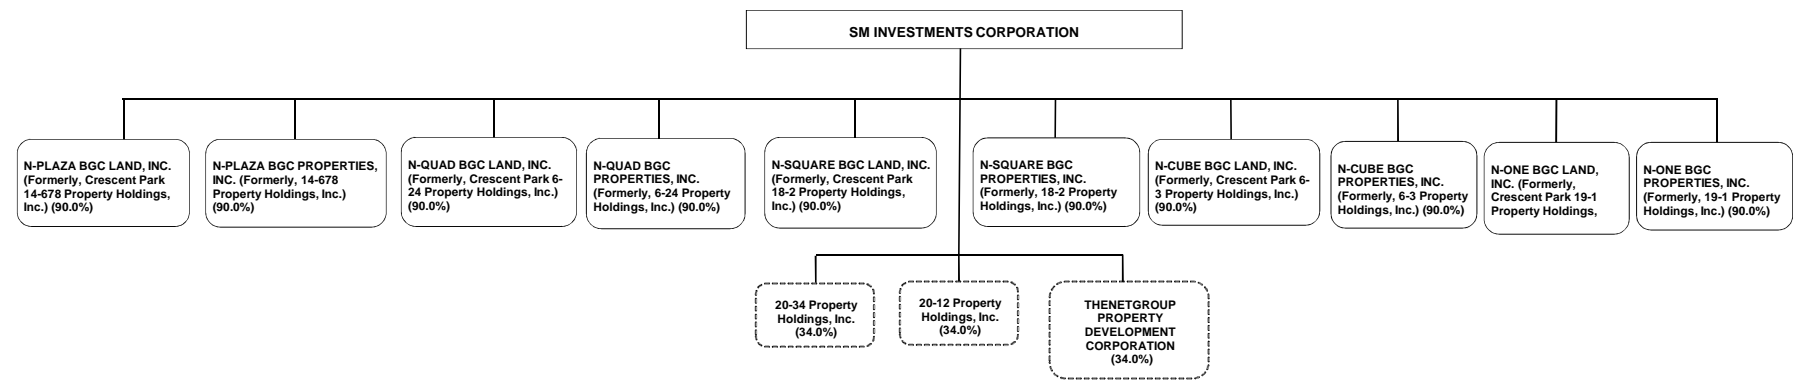 SM INVESTMENTS CORPORATION
N-PLAZA BGC LAND, INC.
(Formerly, Crescent Park
14-678 Property Holdings,
Inc.) (90.0%)
N-PLAZA BGC PROPERTIES,
INC. (Formerly, 14-678
Property Holdings, Inc.)
(90.0%)
N-QUAD BGC LAND, INC.
(Formerly, Crescent Park 6-
24 Property Holdings, Inc.)
(90.0%)
N-QUAD BGC
PROPERTIES, INC.
(Formerly, 6-24 Property
Holdings, Inc.) (90.0%)
N-SQUARE BGC LAND, INC.
(Formerly, Crescent Park
18-2 Property Holdings,
Inc.) (90.0%)
N-SQUARE BGC
PROPERTIES, INC.
(Formerly, 18-2 Property
Holdings, Inc.) (90.0%)
N-CUBE BGC LAND, INC.
(Formerly, Crescent Park 6-
3 Property Holdings, Inc.)
(90.0%)
N-CUBE BGC
PROPERTIES, INC.
(Formerly, 6-3 Property
Holdings, Inc.) (90.0%)
N-ONE BGC LAND,
INC. (Formerly,
Crescent Park 19-1
Property Holdings,
N-ONE BGC
PROPERTIES, INC.
(Formerly, 19-1 Property
Holdings, Inc.) (90.0%)
20-34 Property
Holdings, Inc.
(34.0%)
20-12 Property
Holdings, Inc.
(34.0%)
THENETGROUP
PROPERTY
DEVELOPMENT
CORPORATION
(34.0%)